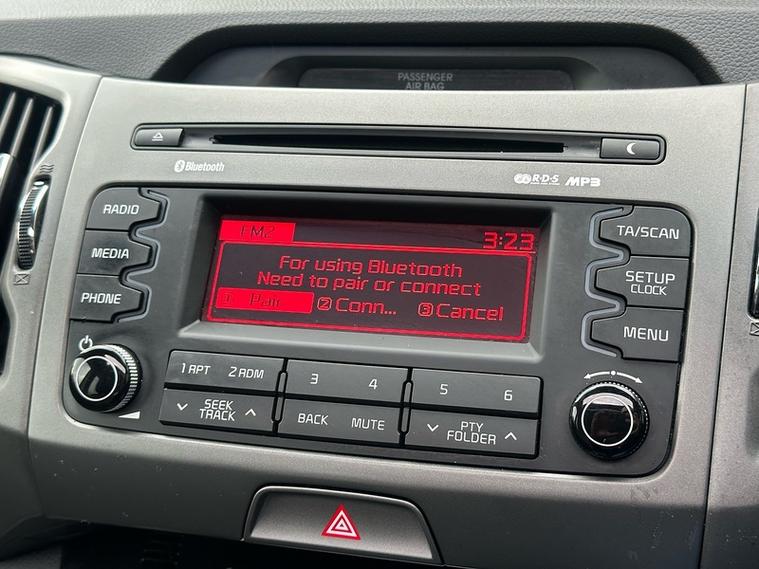 PASSENGER
AIR BAG
Bluetooth
R·D·S MP3
RADIO
MEDIA
PHONE
FM2 3:23
For using Bluetooth
Need to pair or connect
1 Pair 2 Conn... 3 Cancel
TA/SCAN
SETUP
CLOCK
MENU
1 RPT 2 RDM 3 4 5 6
SEEK
TRACK
BACK MUTE
PTY
FOLDER